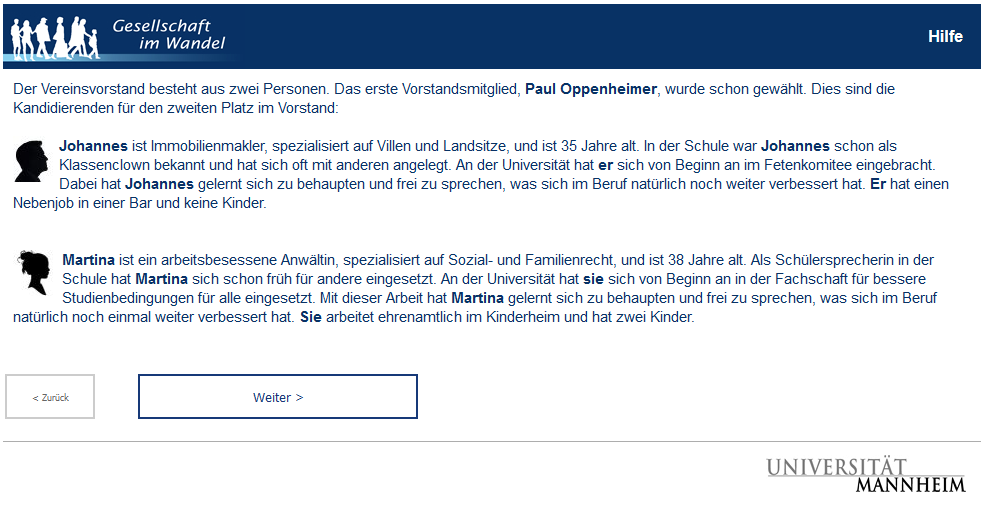 Gesellschaft
im Wandel
Hilfe
Der Vereinsvorstand besteht aus zwei Personen. Das erste Vorstandsmitglied, Paul Oppenheimer, wurde schon gewählt. Dies sind die
Kandidierenden für den zweiten Platz im Vorstand:
Johannes ist Immobilienmakler, spezialisiert auf Villen und Landsitze, und ist 35 Jahre alt. In der Schule war Johannes schon als
Klassenclown bekannt und hat sich oft mit anderen angelegt. An der Universität hat er sich von Beginn an im Fetenkomitee eingebracht.
Dabei hat Johannes gelernt sich zu behaupten und frei zu sprechen, was sich im Beruf natürlich noch weiter verbessert hat. Er hat einen
Nebenjob in einer Bar und keine Kinder.
Martina ist ein arbeitsbesessene Anwältin, spezialisiert auf Sozial- und Familienrecht, und ist 38 Jahre alt. Als Schülersprecherin in der
Schule hat Martina sich schon früh für andere eingesetzt. An der Universität hat sie sich von Beginn an in der Fachschaft für bessere
Studienbedingungen für alle eingesetzt. Mit dieser Arbeit hat Martina gelernt sich zu behaupten und frei zu sprechen, was sich im Beruf
natürlich noch einmal weiter verbessert hat. Sie arbeitet ehrenamtlich im Kinderheim und hat zwei Kinder.
< Zurück
Weiter >
UNIVERSITÄT
MANNHEIM